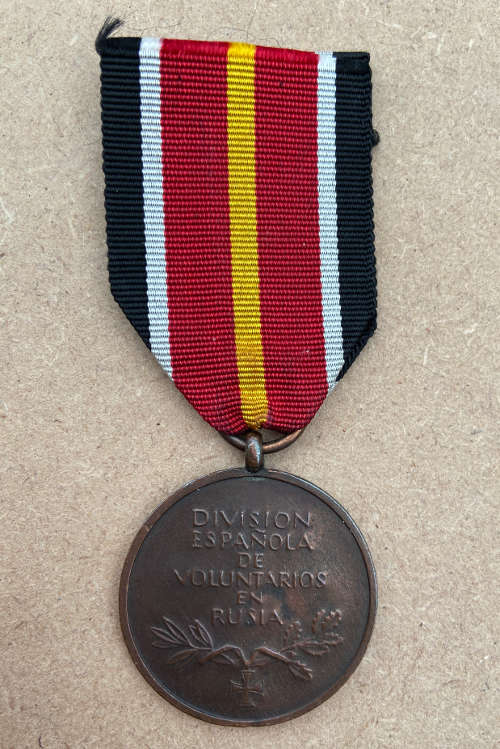 DIVISION
ESPAÑOLA
DE
VOLUNTARIOS
EN
RUSIA